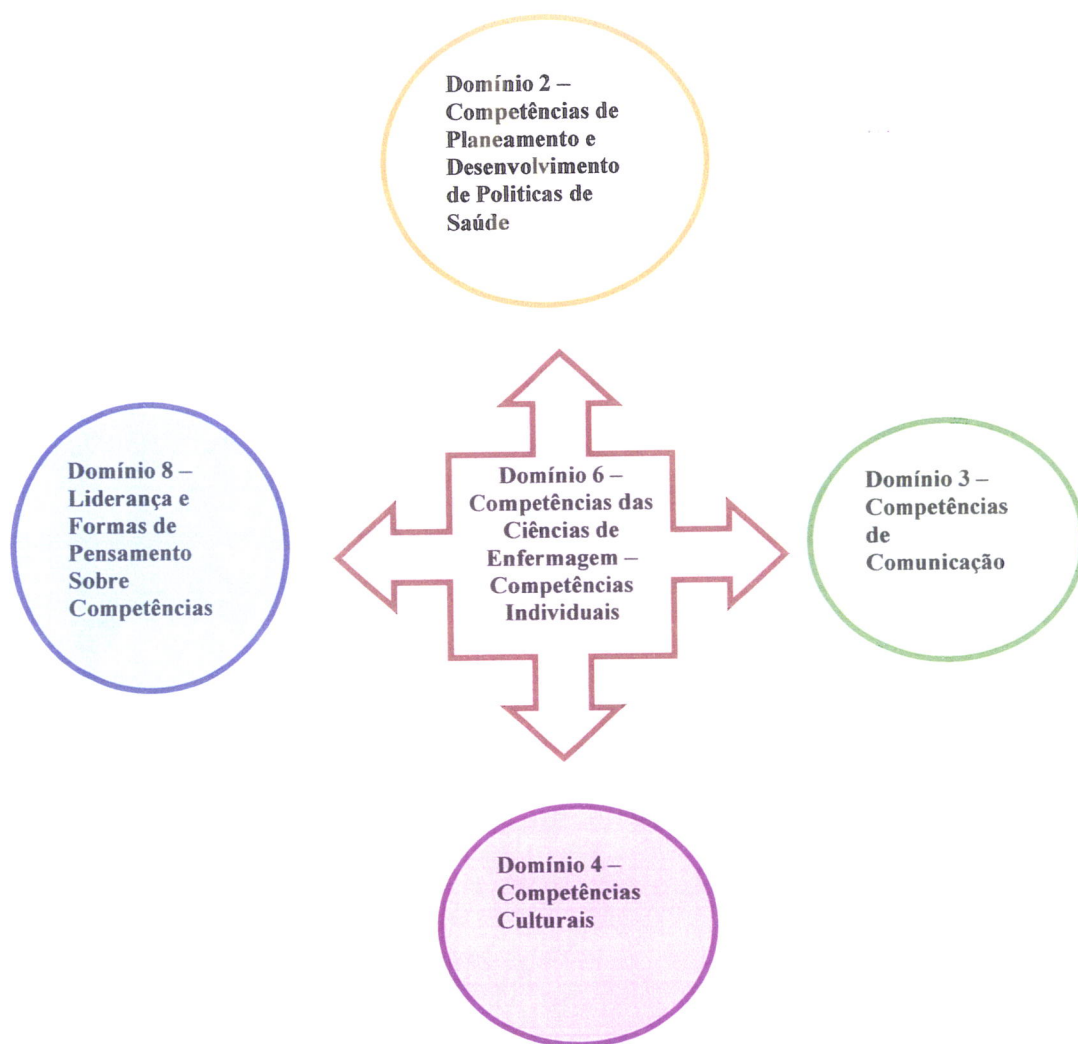 Domínio 2 –
Competências de
Planeamento e
Desenvolvimento
de Politicas de
Saúde
Domínio 8 –
Liderança e
Formas de
Pensamento
Sobre
Competências
Domínio 6 –
Competências das
Ciências de
Enfermagem –
Competências
Individuais
Domínio 3 –
Competências
de
Comunicação
Domínio 4 –
Competências
Culturais